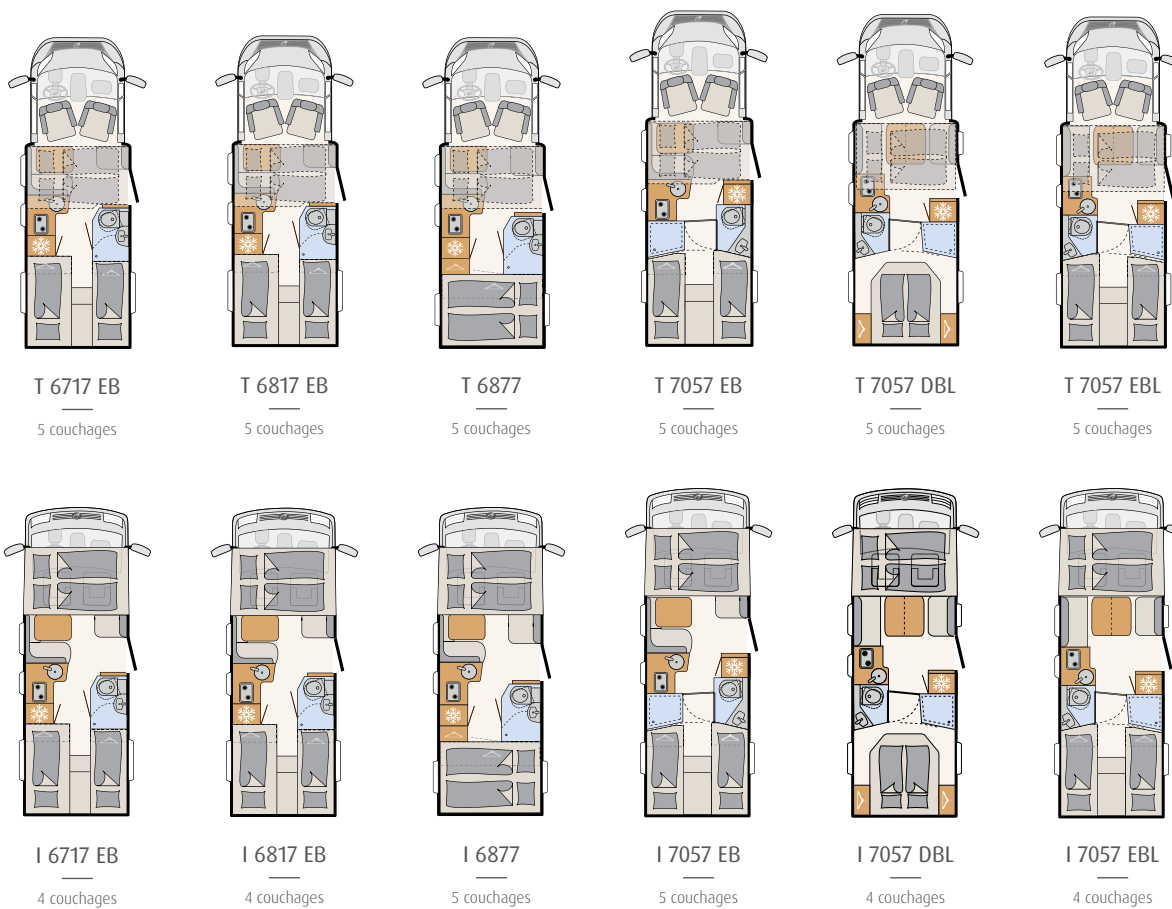 T 6717 EB
5 couchages
T 6817 EB
5 couchages
T 6877
5 couchages
T 7057 EB
5 couchages
T 7057 DBL
5 couchages
T 7057 EBL
5 couchages
I 6717 EB
4 couchages
I 6817 EB
4 couchages
I 6877
5 couchages
I 7057 EB
5 couchages
I 7057 DBL
4 couchages
I 7057 EBL
4 couchages